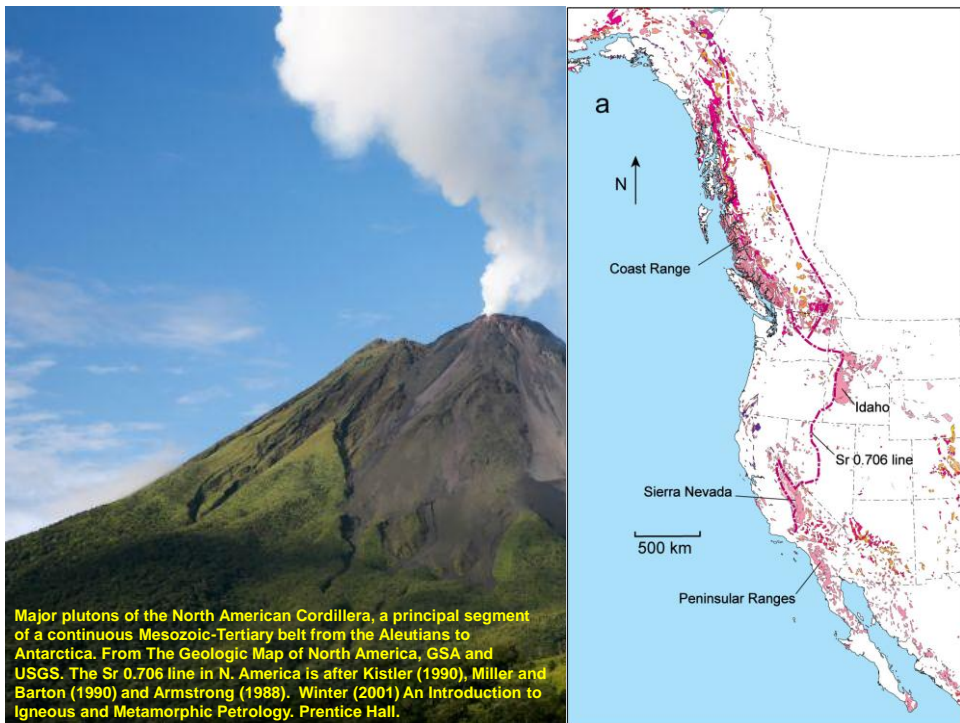 Major plutons of the North American Cordillera, a principal segment
of a continuous Mesozoic-Tertiary belt from the Aleutians to
Antarctica. From The Geologic Map of North America, GSA and
USGS. The Sr 0.706 line in N. America is after Kistler (1990), Miller and
Barton (1990) and Armstrong (1988).  Winter (2001) An Introduction to
Igneous and Metamorphic Petrology. Prentice Hall.
a
N
Coast Range
Idaho
Sr 0.706 line
Sierra Nevada
500 km
Peninsular Ranges